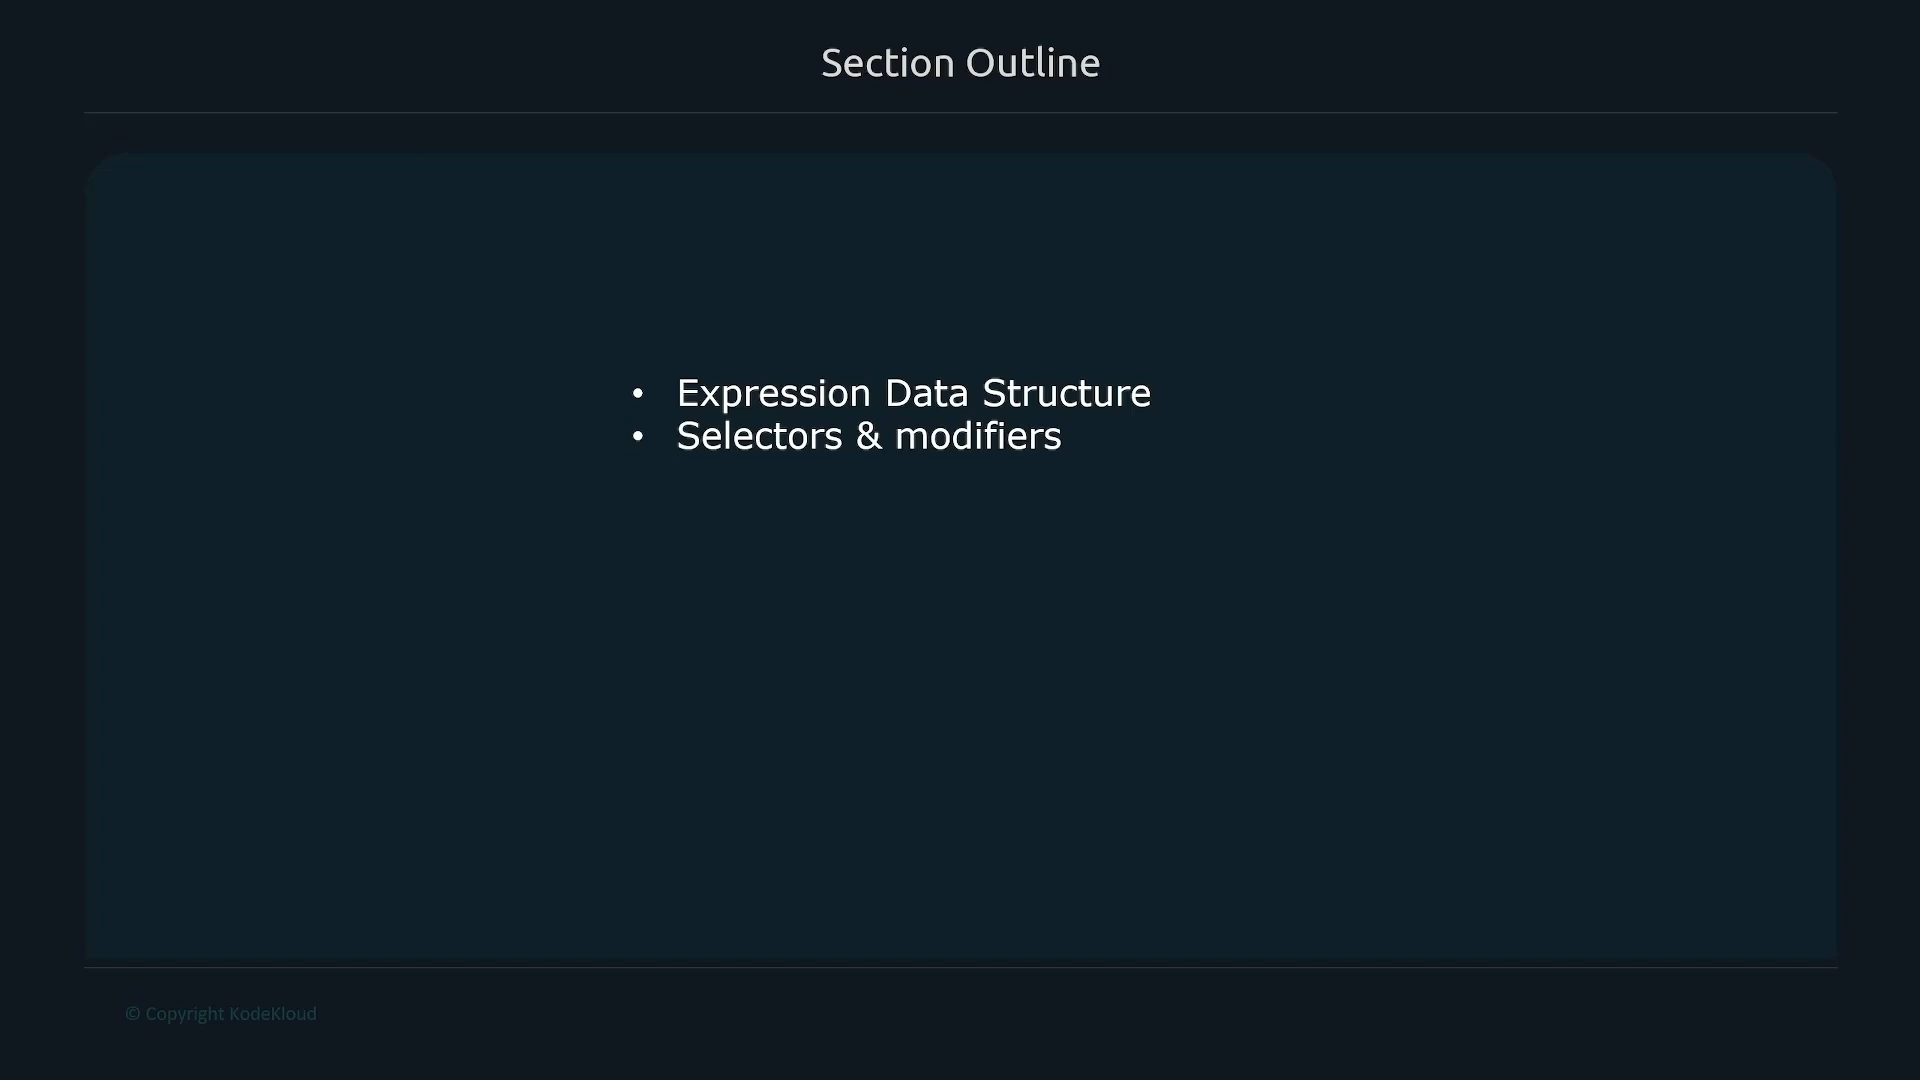 Section Outline
• Expression Data Structure
• Selectors & modifiers
© Copyright KodeKloud